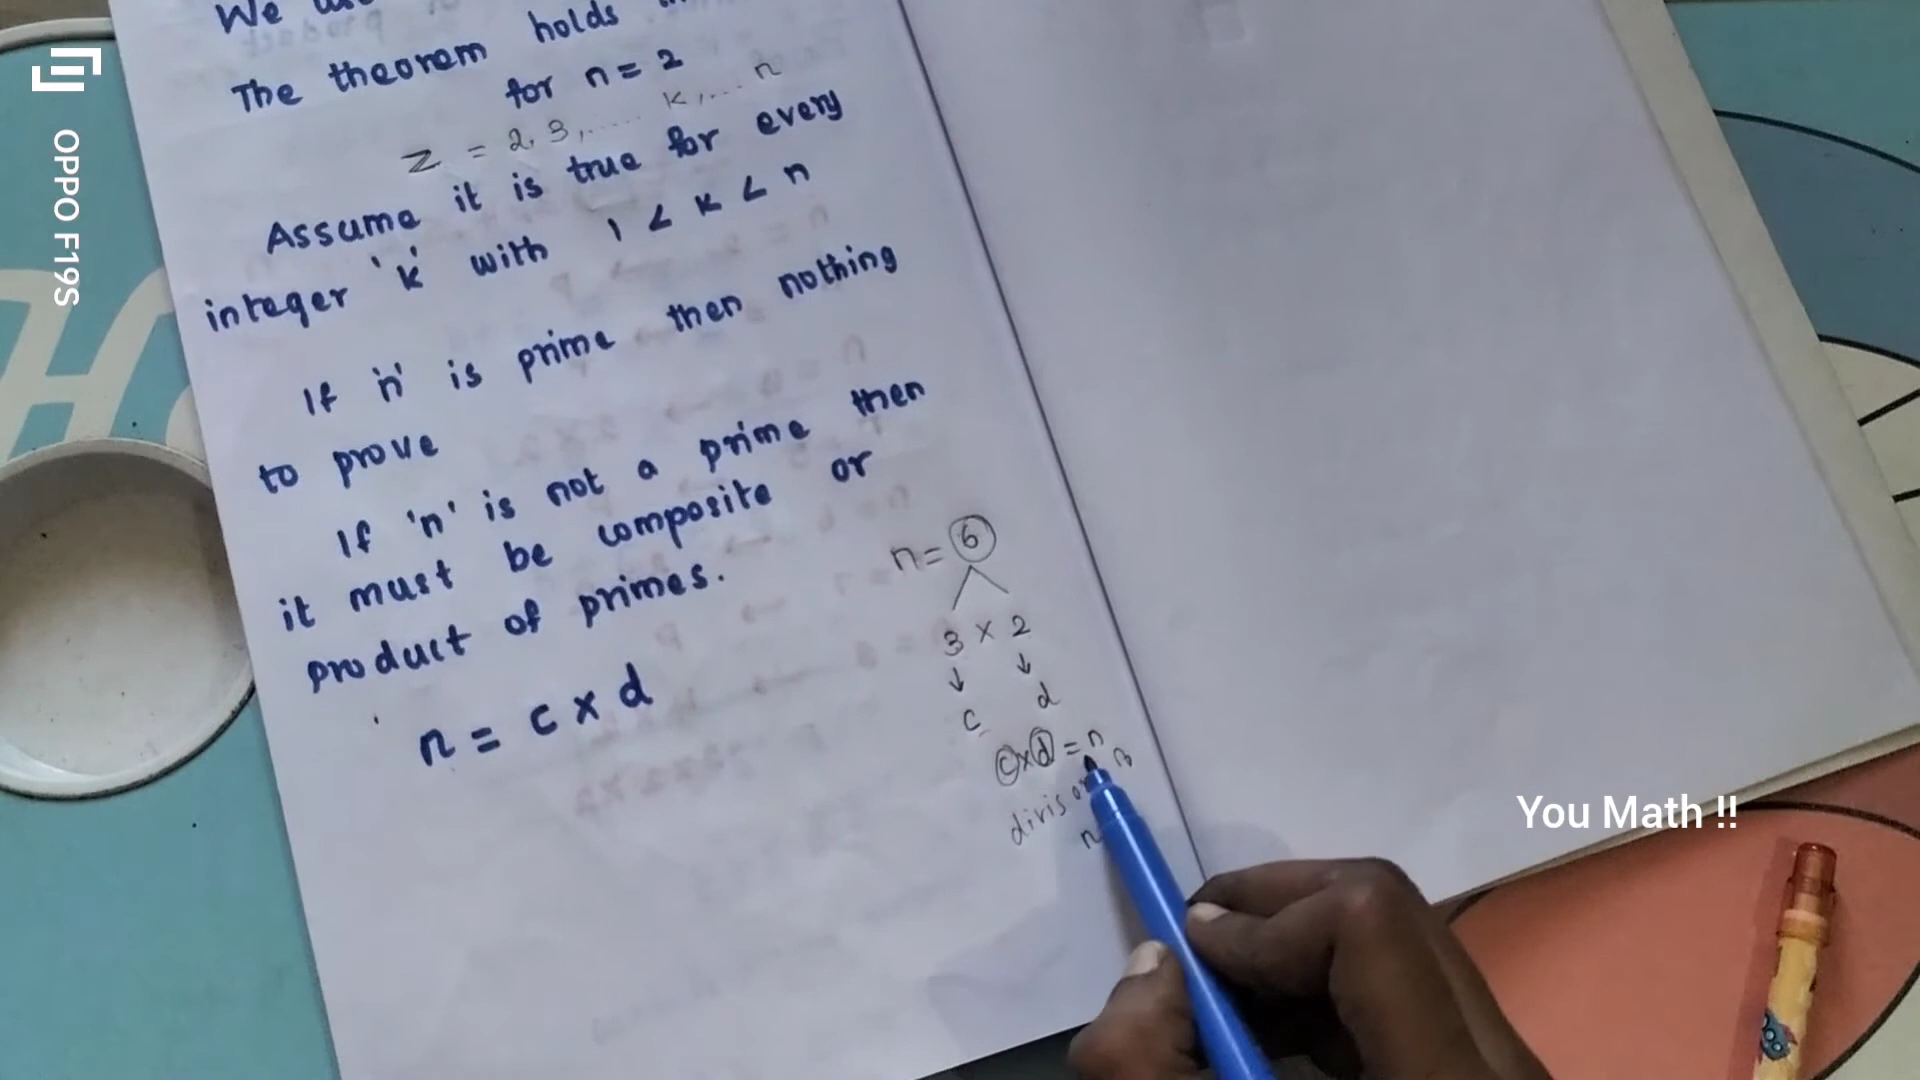 We
The theorem holds
for n = 2
Z = 2, 3, ..... k, ... n
Assume it is true for every
integer 'k' with 1 < k < n
If 'n' is prime then nothing
to prove
If 'n' is not a prime then
it must be composite or
product of primes.
n = c x d
n = 6
3 x 2
↓ ↓
c d
c x d = n
n
OPPO F19S
You Math !!